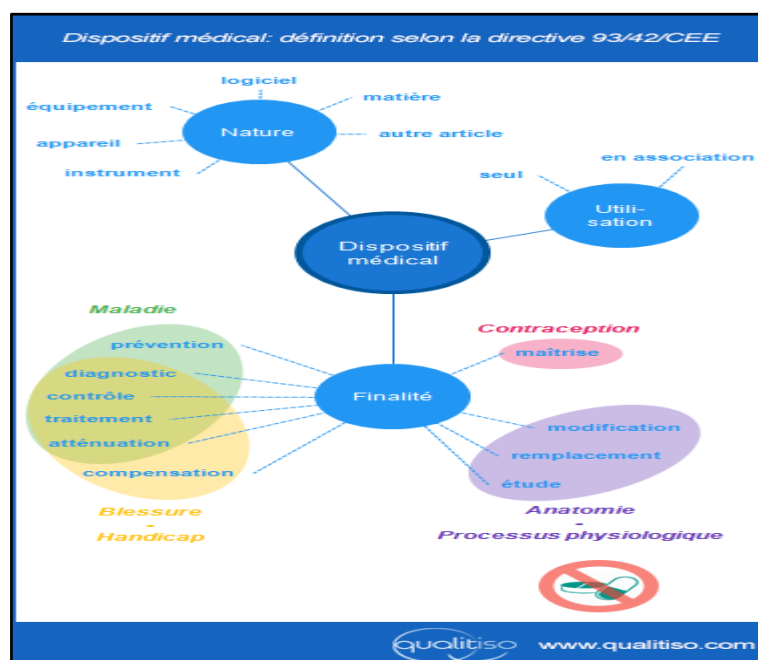 Dispositif médical: définition selon la directive 93/42/CEE
logiciel
équipement
matière
Nature
appareil
autre article
instrument
en association
seul
Utili-
sation
Dispositif
médical
Maladie
Contraception
prévention
maîtrise
diagnostic
contrôle
Finalité
traitement
modification
atténuation
remplacement
compensation
étude
Blessure
-
Handicap
Anatomie
-
Processus physiologique
qualitiso www.qualitiso.com